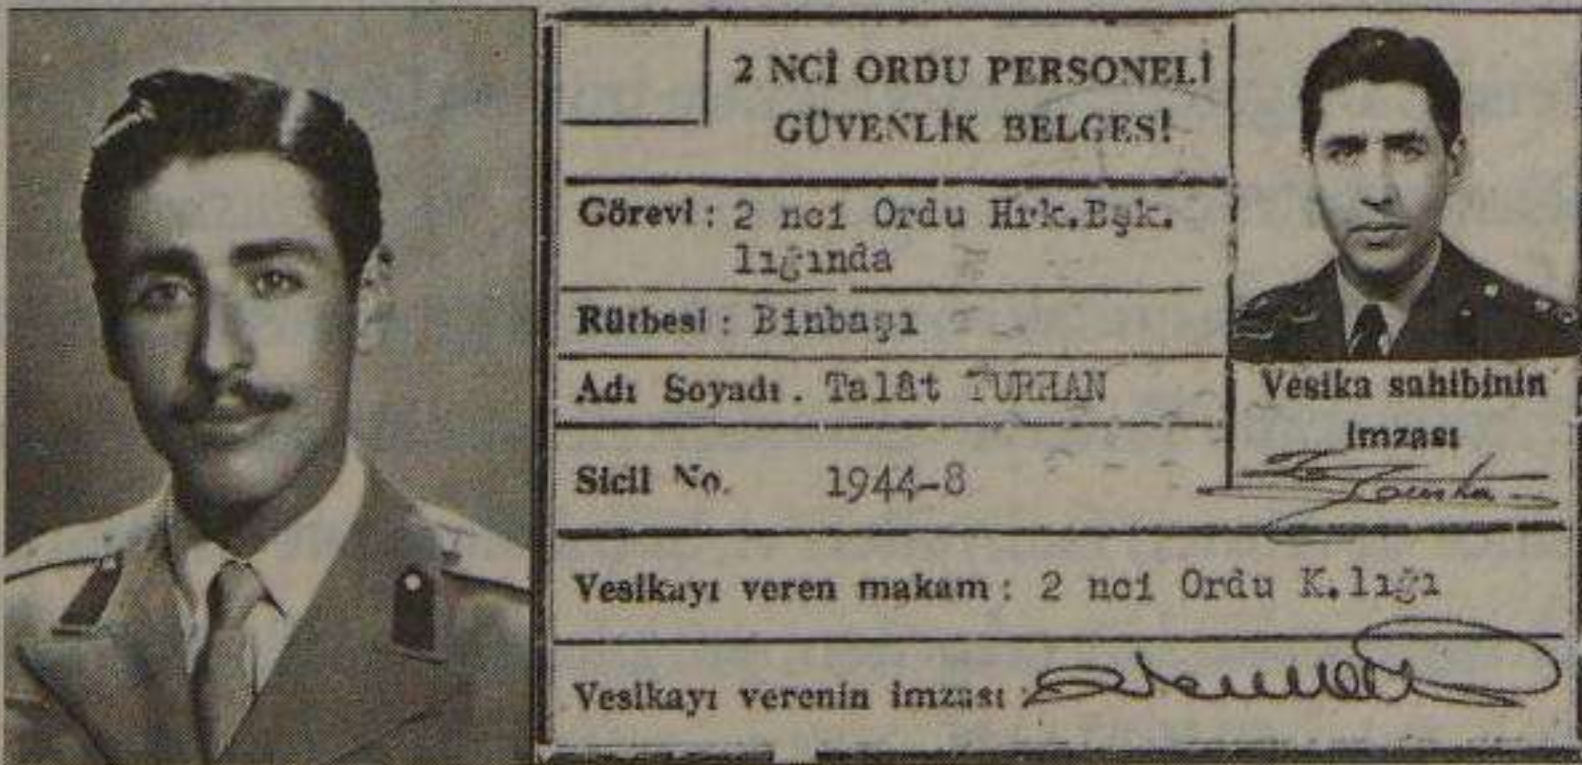 2 NCİ ORDU PERSONELİ
GÜVENLİK BELGESİ
Görevi : 2 nci Ordu Hrk.Bşk.
lığında
Rütbesi : Binbaşı
Adı Soyadı . Talât TURHAN
Sicil No. 1944-8
Vesika sahibinin
imzası
Vesikayı veren makam : 2 nci Ordu K.lığı
Vesikayı verenin imzası :